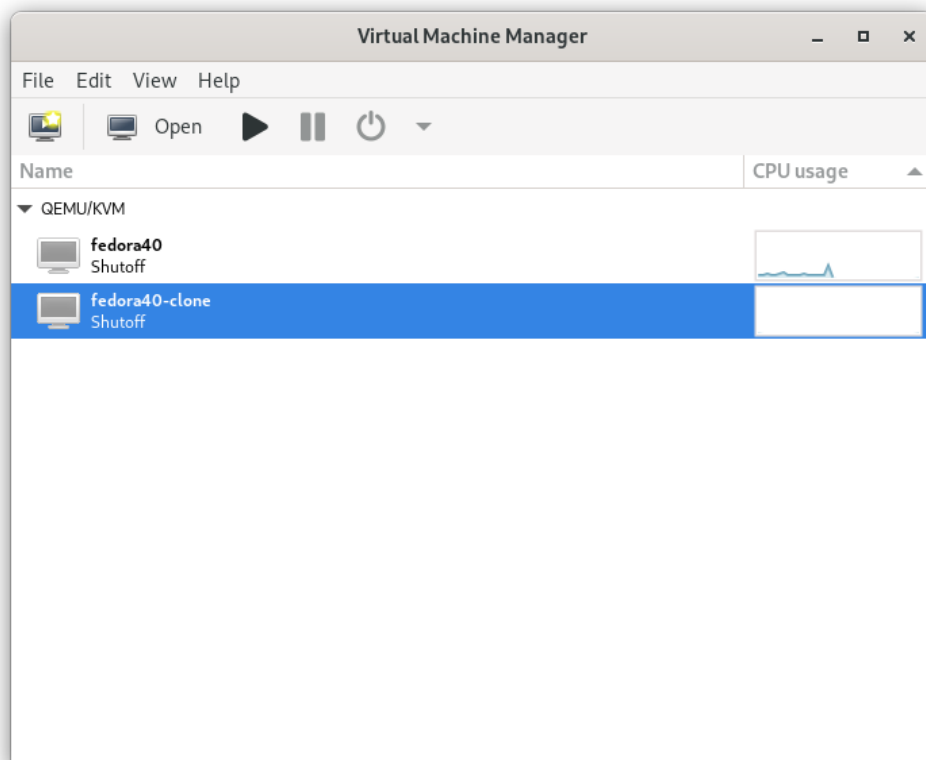 Virtual Machine Manager
File Edit View Help
Open
Name CPU usage
QEMU/KVM
fedora40
Shutoff
fedora40-clone
Shutoff